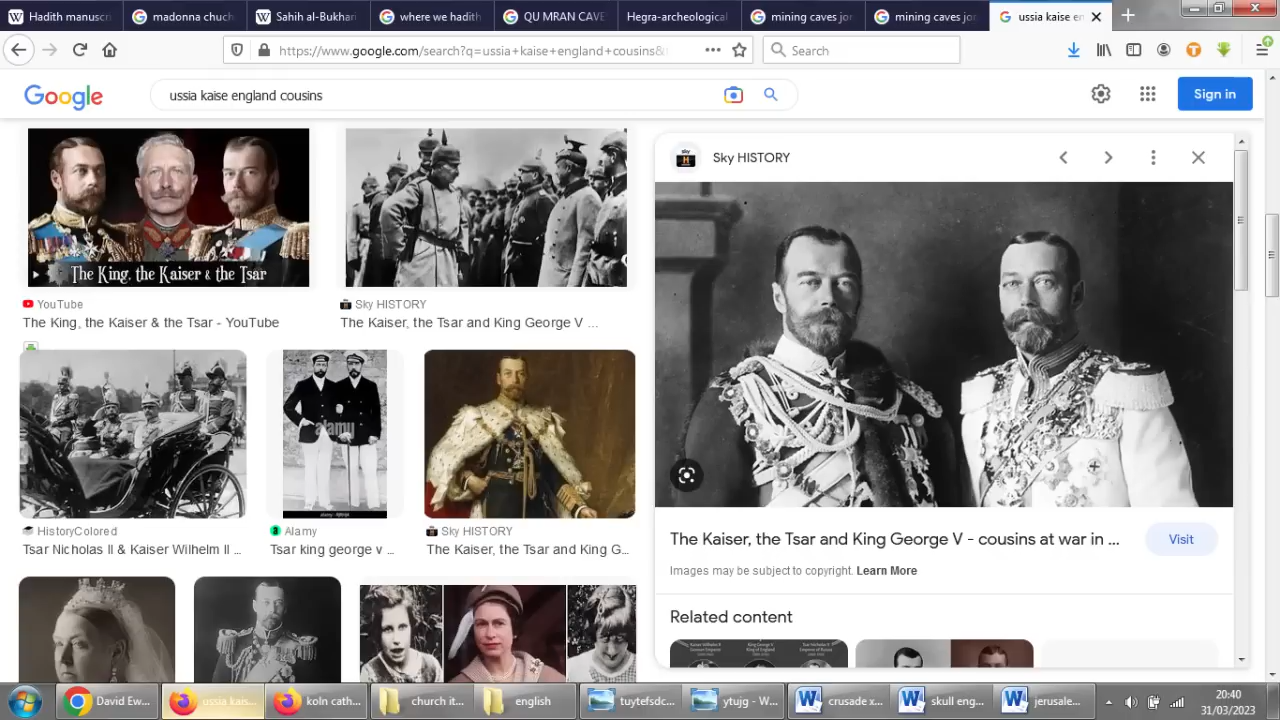 Hadith manuscri
madonna chuch
Sahih al-Bukhari
where we hadith
QU MRAN CAVE
Hegra-archeological
mining caves jor
mining caves jor
ussia kaise en
https://www.google.com/search?q=ussia+kaise+england+cousins&
Search
Google
ussia kaise england cousins
Sign in
The King, the Kaiser & the Tsar
YouTube
The King, the Kaiser & the Tsar - YouTube
Sky HISTORY
The Kaiser, the Tsar and King George V ...
alamy
HistoryColored
Tsar Nicholas II & Kaiser Wilhelm II ...
Alamy
Tsar king george v ...
Sky HISTORY
The Kaiser, the Tsar and King G...
sky
H
Sky HISTORY
The Kaiser, the Tsar and King George V - cousins at war in ...
Visit
Images may be subject to copyright. Learn More
Related content
David Ew...
ussia kais...
koln cath...
church it...
english
tuytefsdc...
ytujg - W...
crusade x...
skull eng...
jerusale...
20:40
31/03/2023